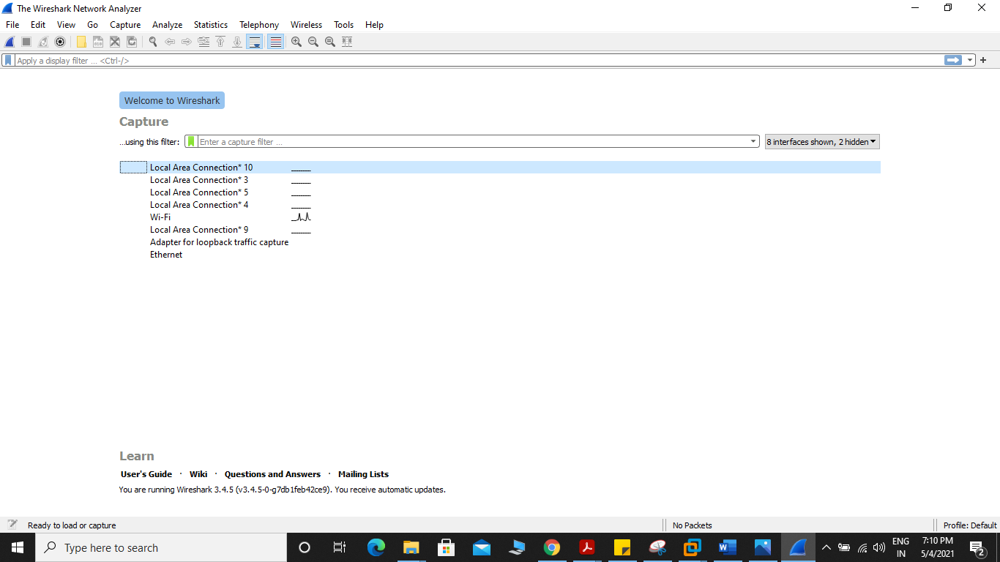 The Wireshark Network Analyzer
File Edit View Go Capture Analyze Statistics Telephony Wireless Tools Help
Apply a display filter ... <Ctrl-/>
Welcome to Wireshark
Capture
...using this filter: Enter a capture filter ... 8 interfaces shown, 2 hidden
Local Area Connection* 10
Local Area Connection* 3
Local Area Connection* 5
Local Area Connection* 4
Wi-Fi
Local Area Connection* 9
Adapter for loopback traffic capture
Ethernet
Learn
User's Guide · Wiki · Questions and Answers · Mailing Lists
You are running Wireshark 3.4.5 (v3.4.5-0-g7db1feb42ce9). You receive automatic updates.
Ready to load or capture No Packets Profile: Default
Type here to search
ENG 7:10 PM
IN 5/4/2021 2